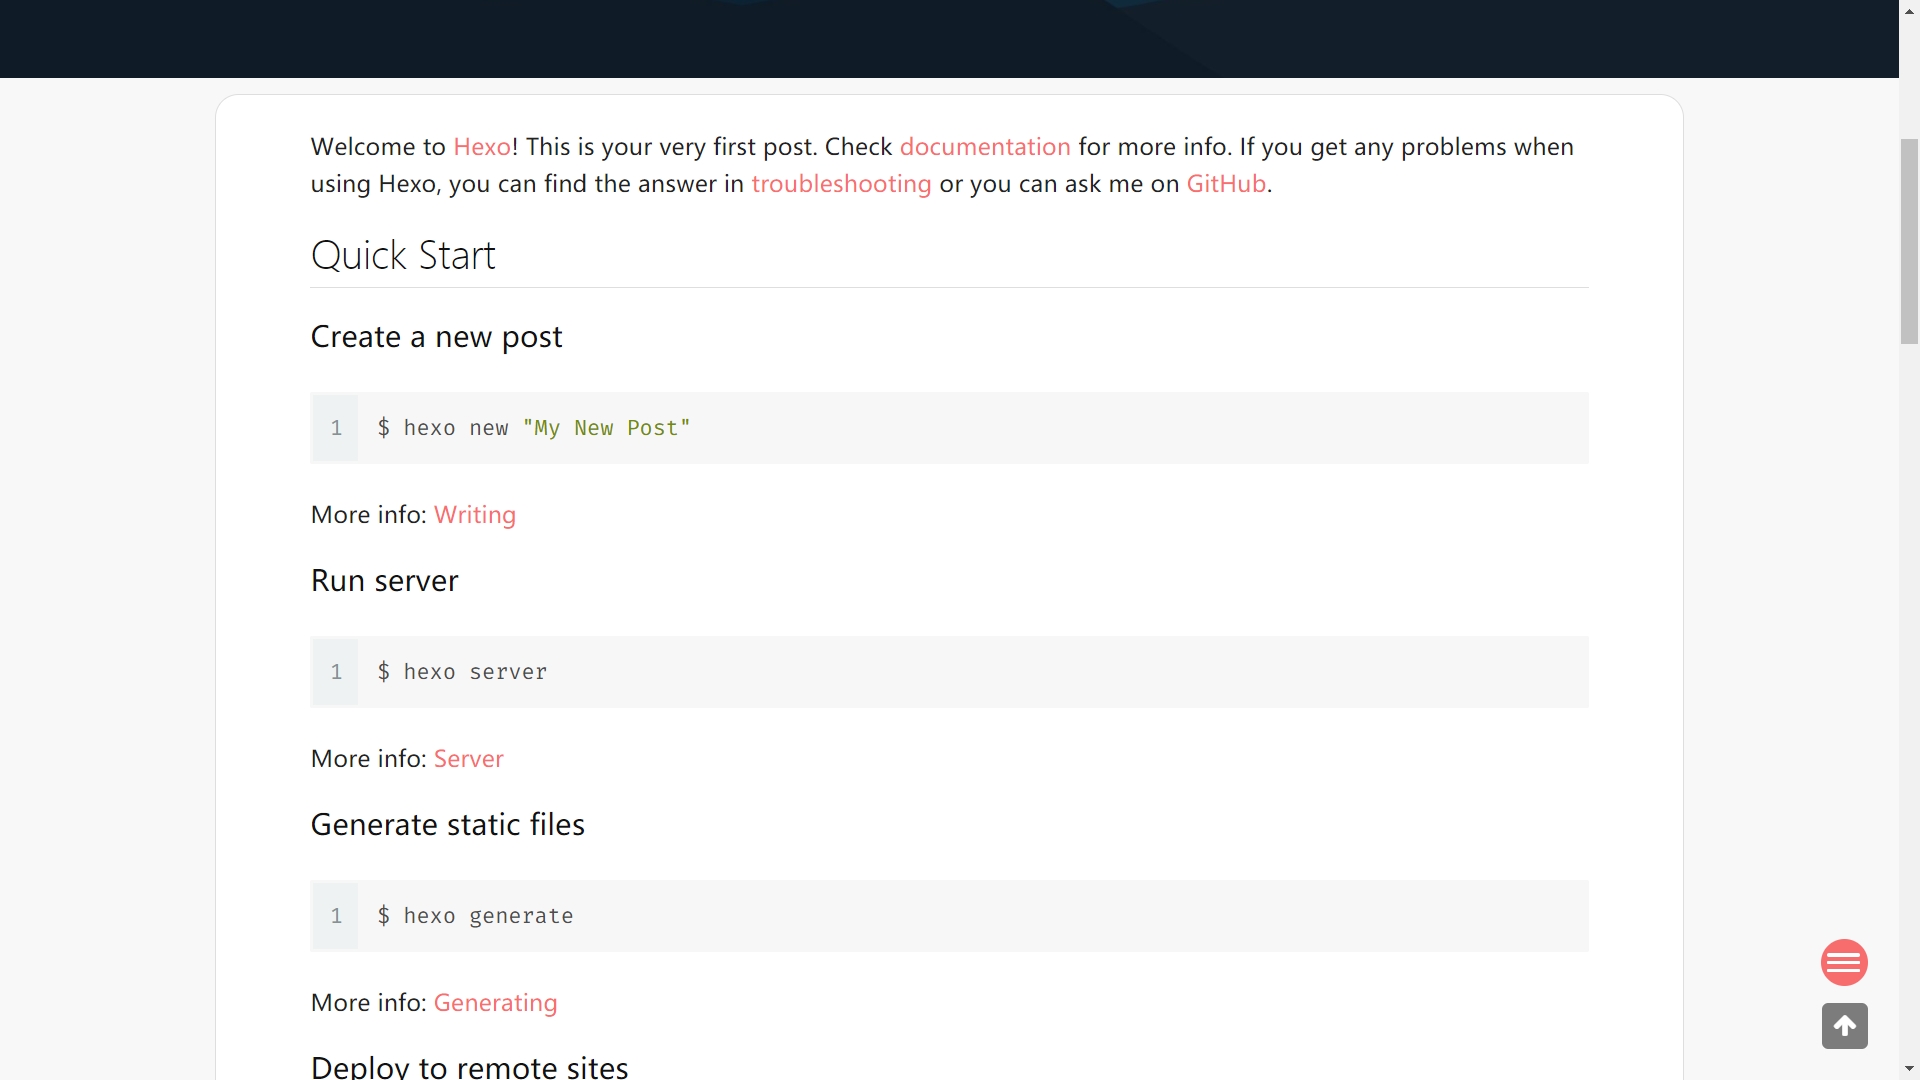 Welcome to Hexo! This is your very first post. Check documentation for more info. If you get any problems when
using Hexo, you can find the answer in troubleshooting or you can ask me on GitHub.
Quick Start
Create a new post
1 $ hexo new "My New Post"
More info: Writing
Run server
1 $ hexo server
More info: Server
Generate static files
1 $ hexo generate
More info: Generating
Deploy to remote sites